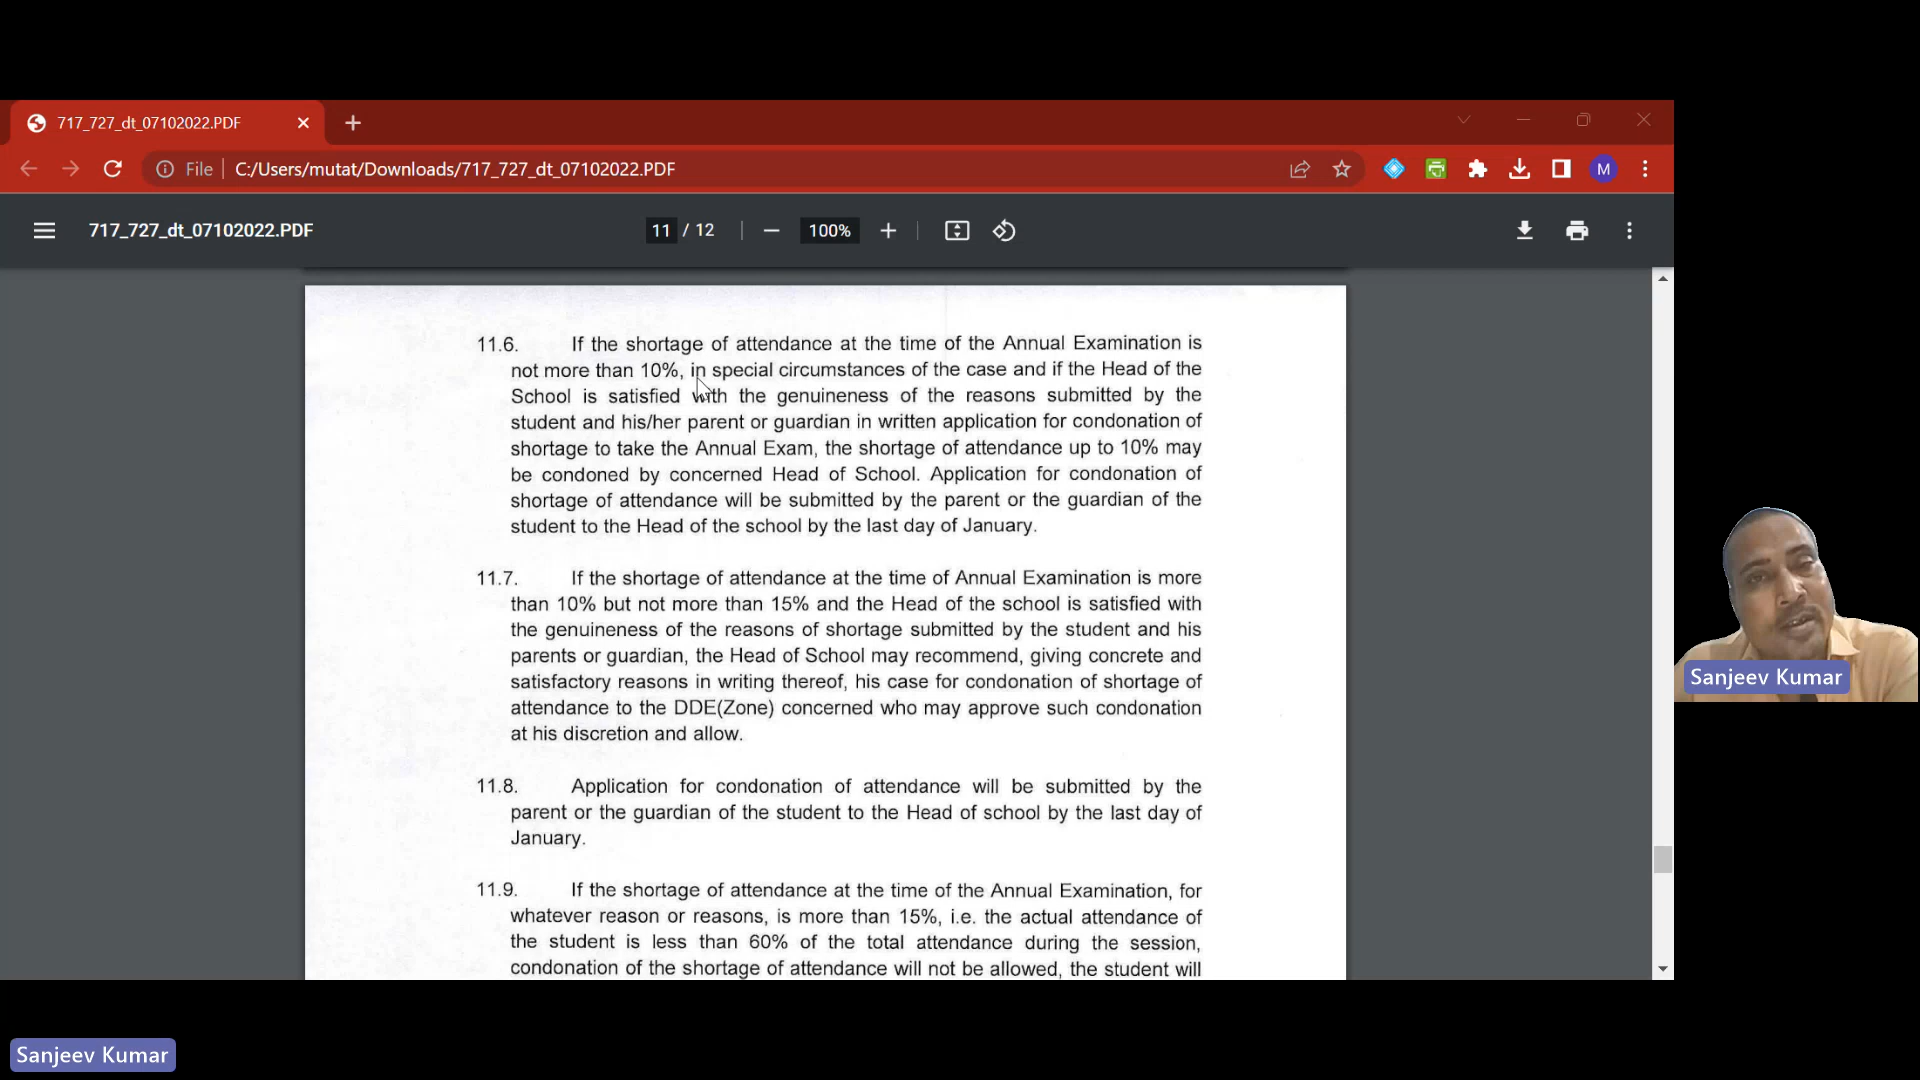 717_727_dt_07102022.PDF
File C:/Users/mutat/Downloads/717_727_dt_07102022.PDF
M
717_727_dt_07102022.PDF
11 / 12
100%
11.6. If the shortage of attendance at the time of the Annual Examination is
not more than 10%, in special circumstances of the case and if the Head of the
School is satisfied with the genuineness of the reasons submitted by the
student and his/her parent or guardian in written application for condonation of
shortage to take the Annual Exam, the shortage of attendance up to 10% may
be condoned by concerned Head of School. Application for condonation of
shortage of attendance will be submitted by the parent or the guardian of the
student to the Head of the school by the last day of January.
11.7. If the shortage of attendance at the time of Annual Examination is more
than 10% but not more than 15% and the Head of the school is satisfied with
the genuineness of the reasons of shortage submitted by the student and his
parents or guardian, the Head of School may recommend, giving concrete and
satisfactory reasons in writing thereof, his case for condonation of shortage of
attendance to the DDE(Zone) concerned who may approve such condonation
at his discretion and allow.
11.8. Application for condonation of attendance will be submitted by the
parent or the guardian of the student to the Head of school by the last day of
January.
11.9. If the shortage of attendance at the time of the Annual Examination, for
whatever reason or reasons, is more than 15%, i.e. the actual attendance of
the student is less than 60% of the total attendance during the session,
condonation of the shortage of attendance will not be allowed, the student will
Sanjeev Kumar
Sanjeev Kumar